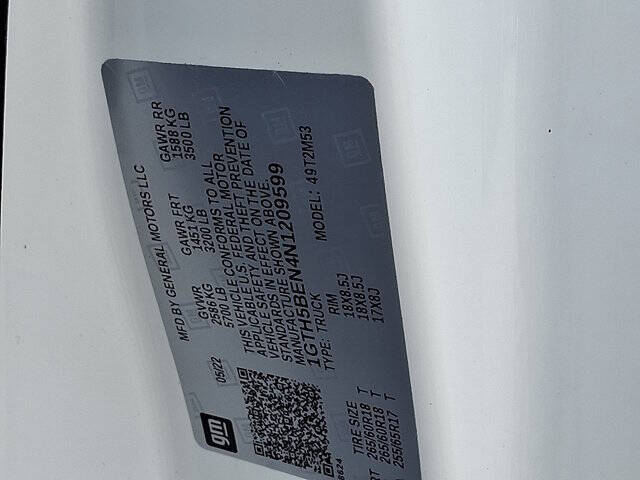 gm
MFD BY GENERAL MOTORS LLC
05/22 GVWR GAWR FRT GAWR RR
2586 KG 1451 KG 1588 KG
5700 LB 3200 LB 3500 LB
THIS VEHICLE CONFORMS TO ALL
APPLICABLE U.S. FEDERAL MOTOR
VEHICLE SAFETY AND THEFT PREVENTION
STANDARDS IN EFFECT ON THE DATE OF
MANUFACTURE SHOWN ABOVE.
1GTH5BEN4N1209599
TYPE: TRUCK MODEL: 49T2M53
TIRE SIZE RIM
RT 265/60R18 T 18X8.5J
265/60R18 T 18X8.5J
255/65R17 T 17X8J